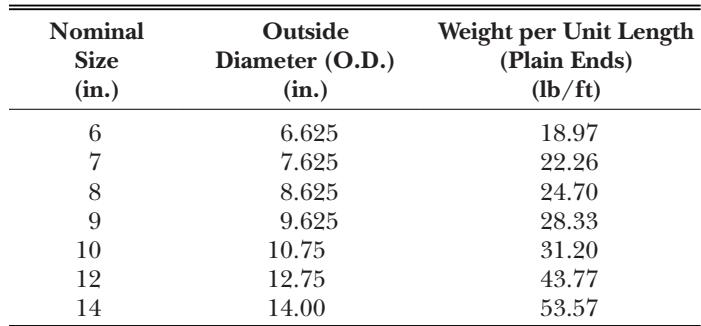 Nominal Outside Weight per Unit Length
Size Diameter (O.D.) (Plain Ends)
(in.) (in.) (lb/ft)
6 6.625 18.97
7 7.625 22.26
8 8.625 24.70
9 9.625 28.33
10 10.75 31.20
12 12.75 43.77
14 14.00 53.57